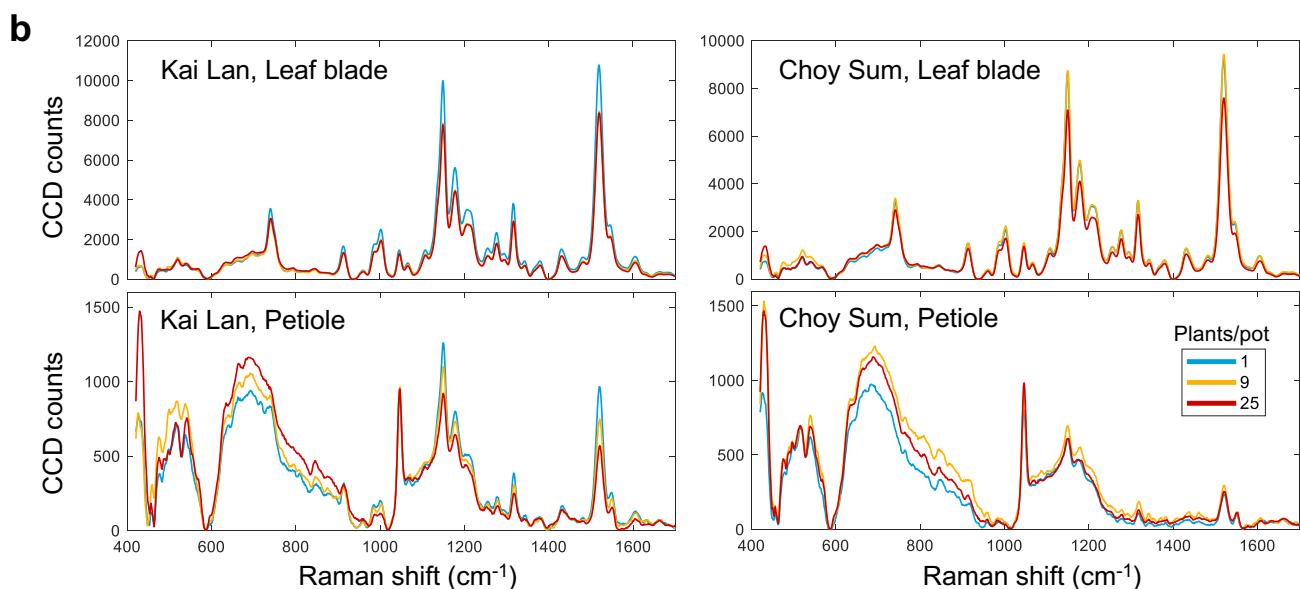 b
Kai Lan, Leaf blade
CCD counts
12000
10000
8000
6000
4000
2000
0
Choy Sum, Leaf blade
10000
8000
6000
4000
2000
0
Kai Lan, Petiole
CCD counts
1500
1000
500
0
400 600 800 1000 1200 1400 1600
Raman shift (cm-1)
Choy Sum, Petiole
1500
1000
500
0
400 600 800 1000 1200 1400 1600
Raman shift (cm-1)
Plants/pot
1
9
25